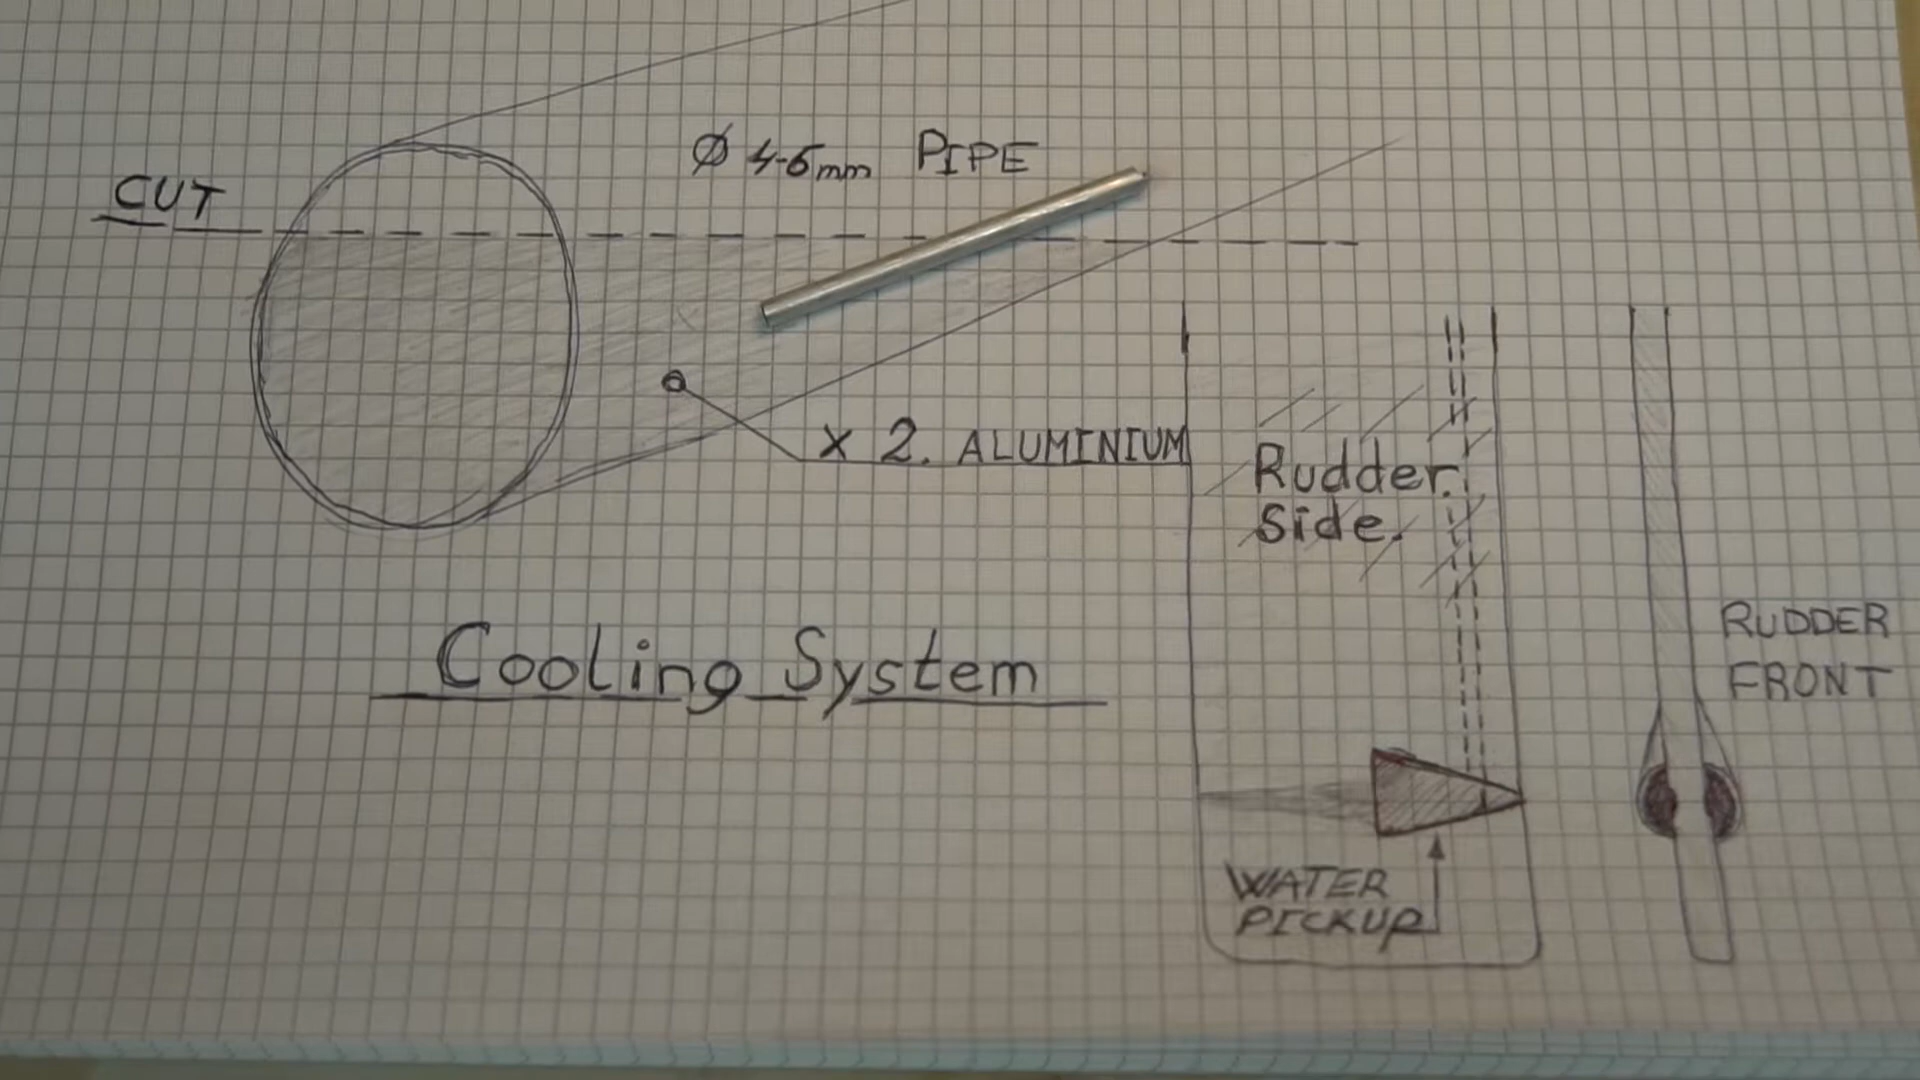 CUT
Ø 4-6mm PIPE
x 2. ALUMINIUM
Rudder.
Side.
RUDDER
FRONT
Cooling System
WATER
PICKUP